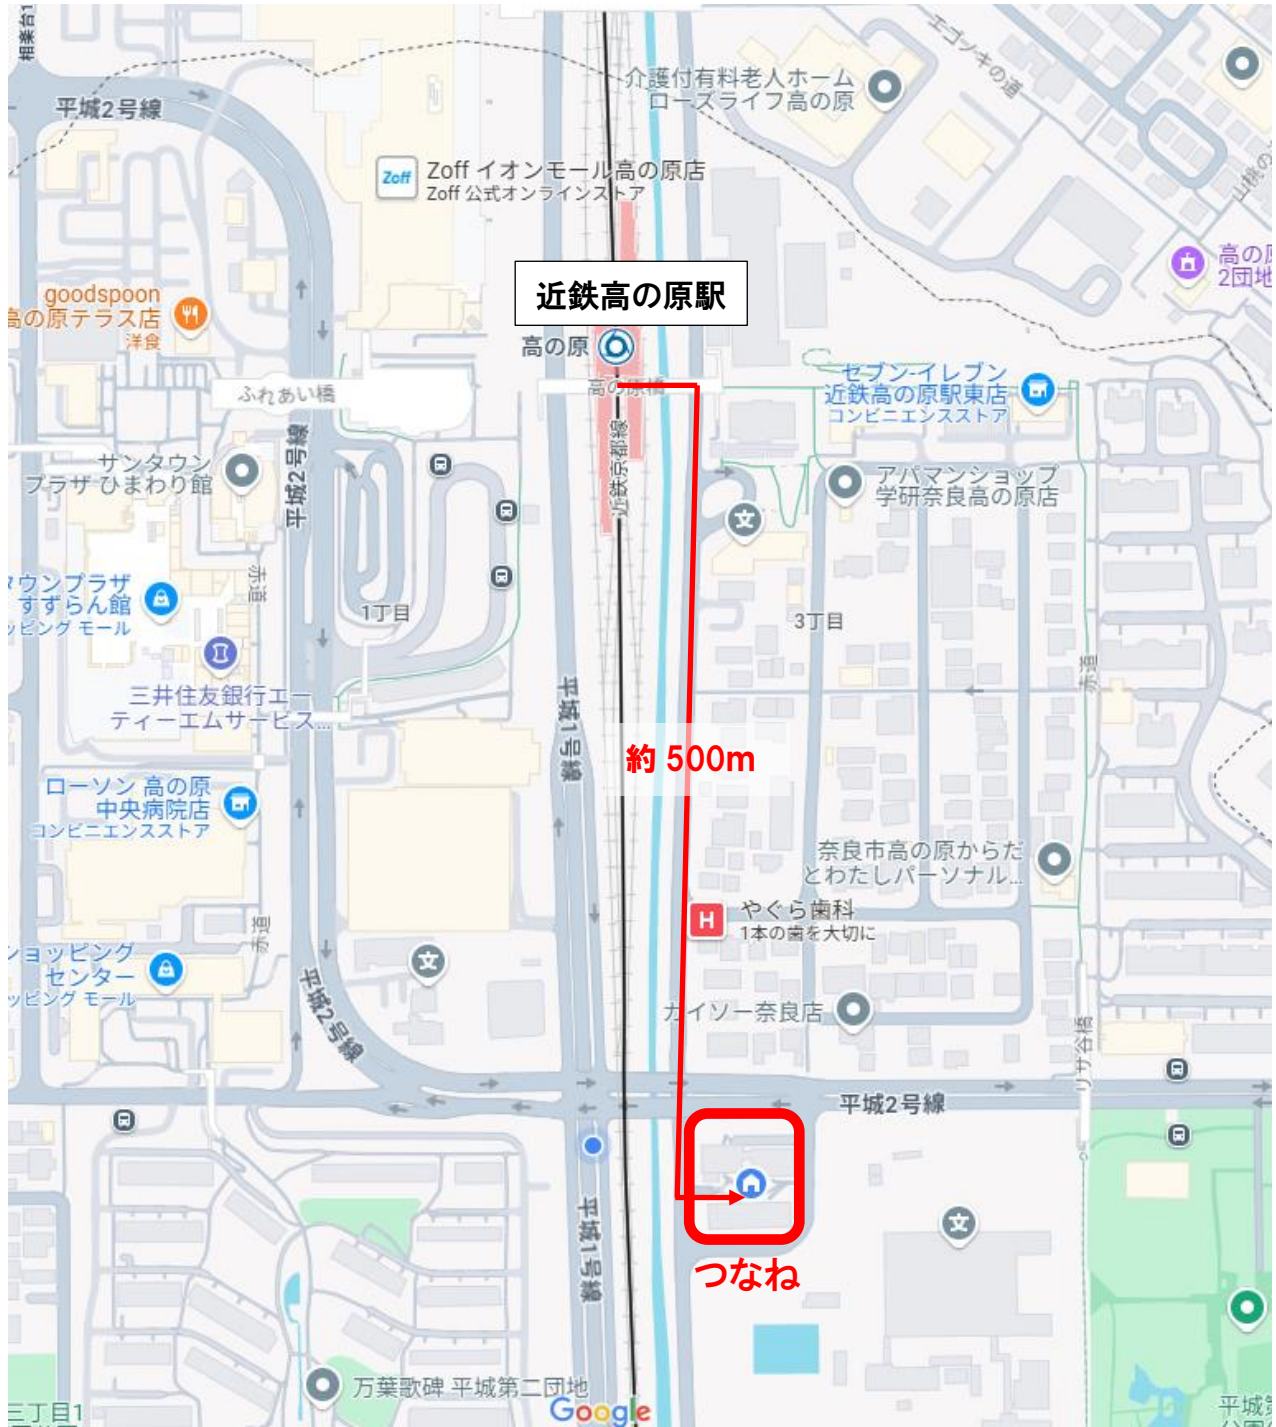 相楽台1
平城2号線
エゴノキの道
介護付有料老人ホーム
ローズライフ高の原
Zoff
Zoff イオンモール高の原店
Zoff 公式オンラインストア
山桃の
高の原
2団地
近鉄高の原駅
goodspoon
高の原テラス店
洋食
高の原
高の原橋
ふれあい橋
セブン-イレブン
近鉄高の原駅東店
コンビニエンスストア
サンタウン
プラザ ひまわり館
平城2号線
近鉄京都線
アパマンショップ
学研奈良高の原店
文
タウンプラザ
すずらん館
ッピング モール
赤道
1丁目
3丁目
赤道
三井住友銀行エー
ティーエムサービス...
平城1号線
約 500m
ローソン 高の原
中央病院店
コンビニエンスストア
奈良市高の原からだ
とわたしパーソナル...
H
やぐら歯科
1本の歯を大切に
赤道
ショッピング
センター
ッピング モール
文
平城2号線
カイソー奈良店
リサ谷橋
平城2号線
文
平城1号線
つなね
万葉歌碑 平城第二団地
Google
三丁目1
平城第